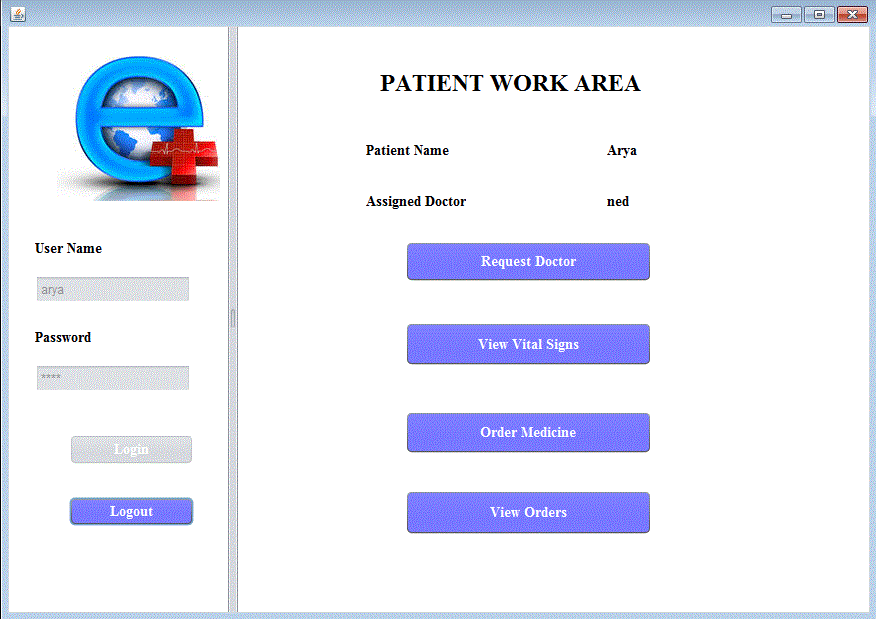 PATIENT WORK AREA
Patient Name Arya
Assigned Doctor ned
Request Doctor
View Vital Signs
Order Medicine
View Orders
User Name
arya
Password
****
Login
Logout